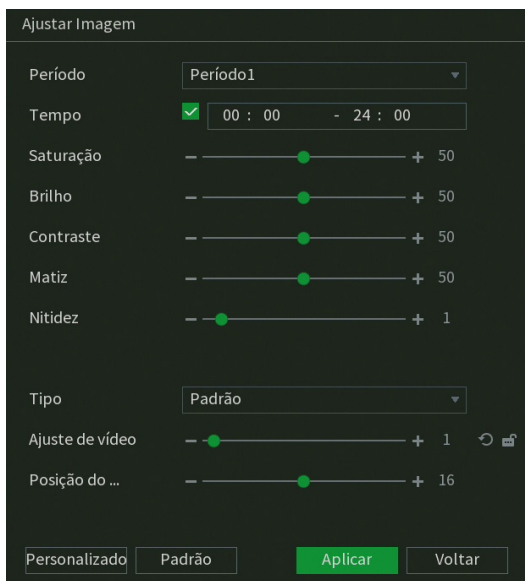 Ajustar Imagem
Período Período1
Tempo 00 : 00 - 24 : 00
Saturação 50
Brilho 50
Contraste 50
Matiz 50
Nitidez 1
Tipo Padrão
Ajuste de vídeo 1
Posição do ... 16
Personalizado Padrão Aplicar Voltar